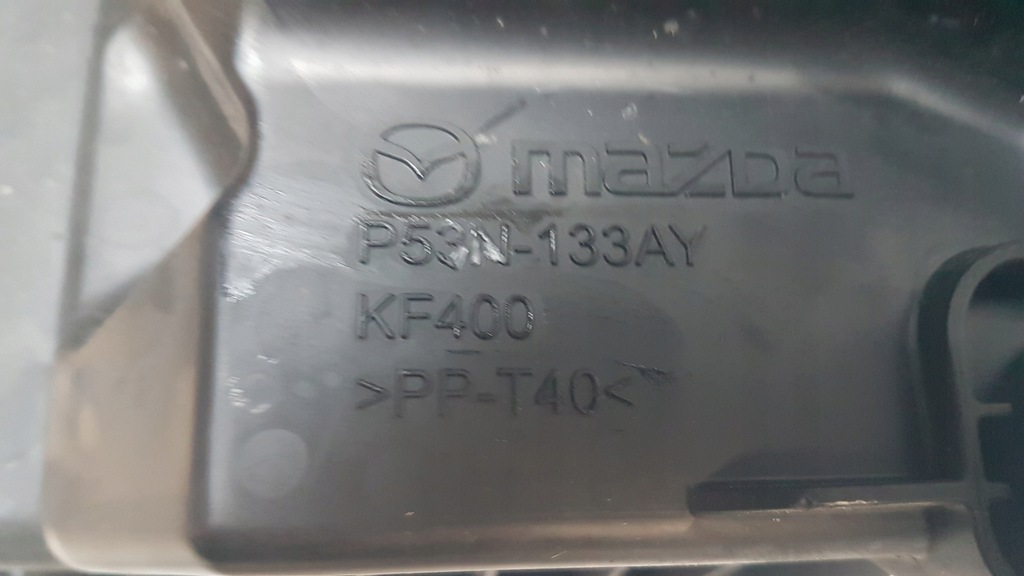 mazda
P53N-133AY
KF400
>PP-T40<